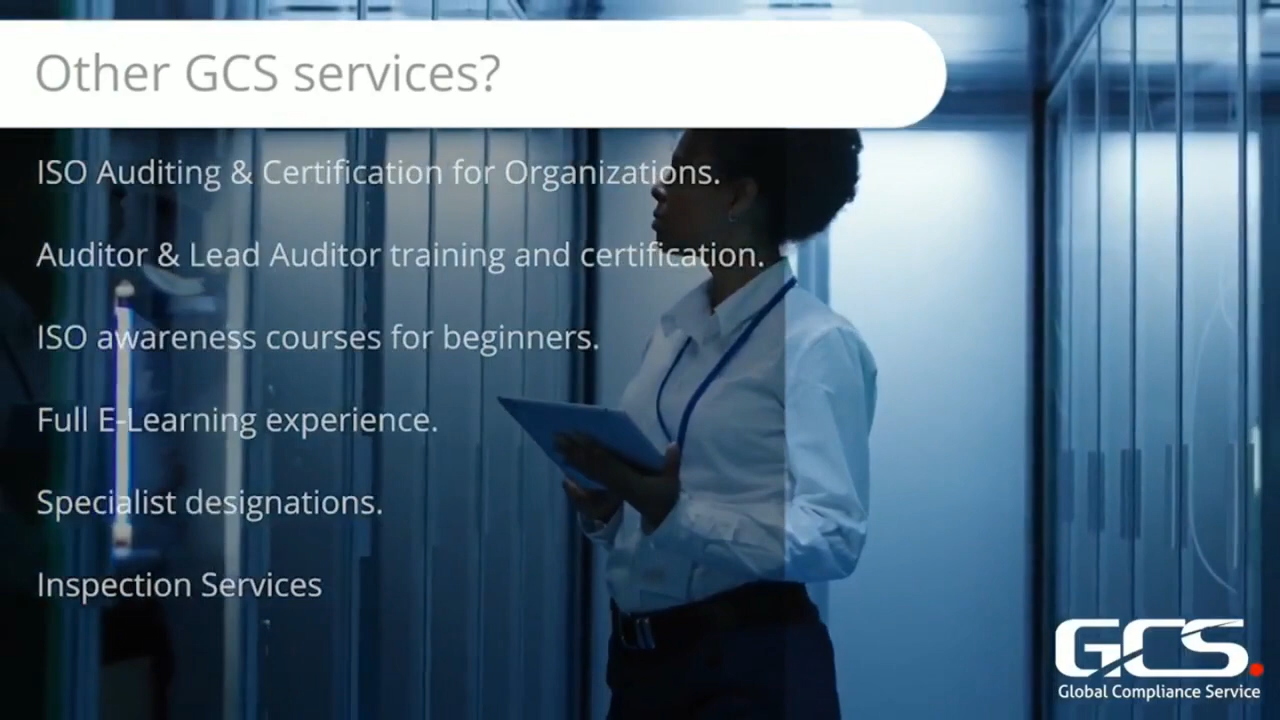 Other GCS services?
ISO Auditing & Certification for Organizations.
Auditor & Lead Auditor training and certification.
ISO awareness courses for beginners.
Full E-Learning experience.
Specialist designations.
Inspection Services
GCS.
Global Compliance Service